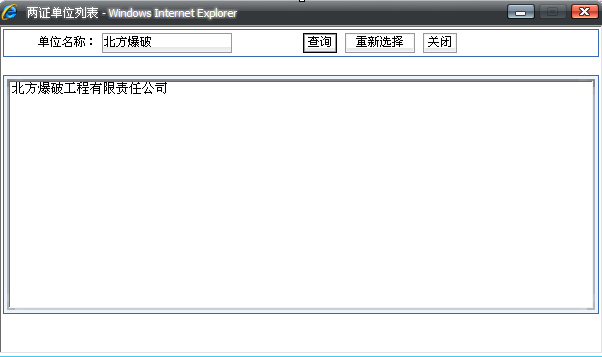 两证单位列表 - Windows Internet Explorer
单位名称： 北方爆破 查询 重新选择 关闭
北方爆破工程有限责任公司